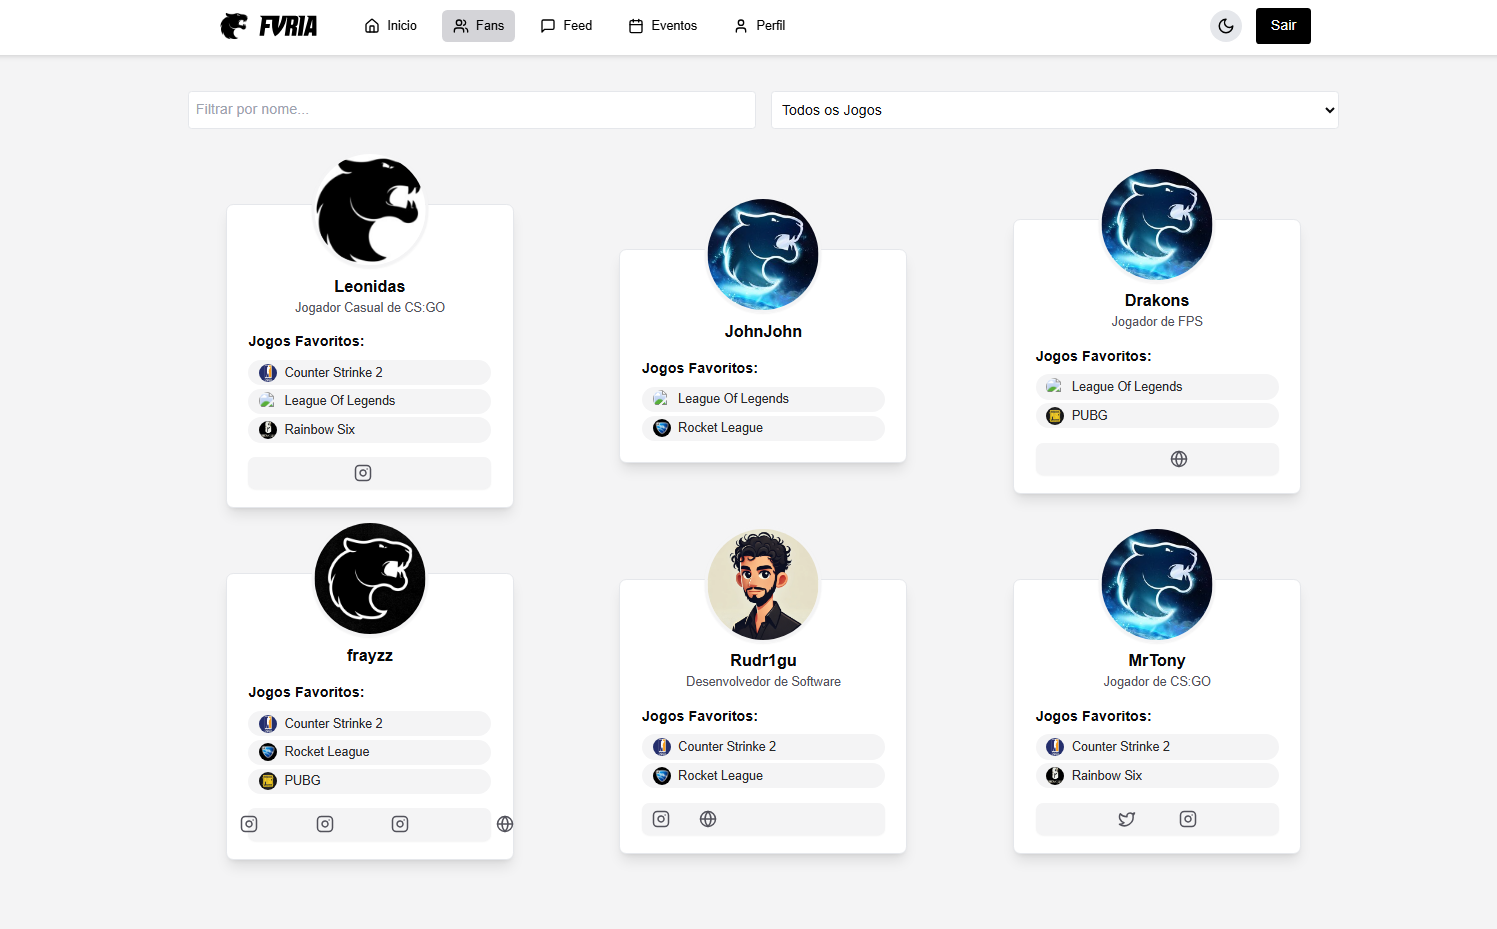 FVRIA
Inicio
Fans
Feed
Eventos
Perfil
Sair
Filtrar por nome...
Todos os Jogos
Leonidas
Jogador Casual de CS:GO
Jogos Favoritos:
Counter Strinke 2
League Of Legends
Rainbow Six
JohnJohn
Jogos Favoritos:
League Of Legends
Rocket League
Drakons
Jogador de FPS
Jogos Favoritos:
League Of Legends
PUBG
frayzz
Jogos Favoritos:
Counter Strinke 2
Rocket League
PUBG
Rudr1gu
Desenvolvedor de Software
Jogos Favoritos:
Counter Strinke 2
Rocket League
MrTony
Jogador de CS:GO
Jogos Favoritos:
Counter Strinke 2
Rainbow Six